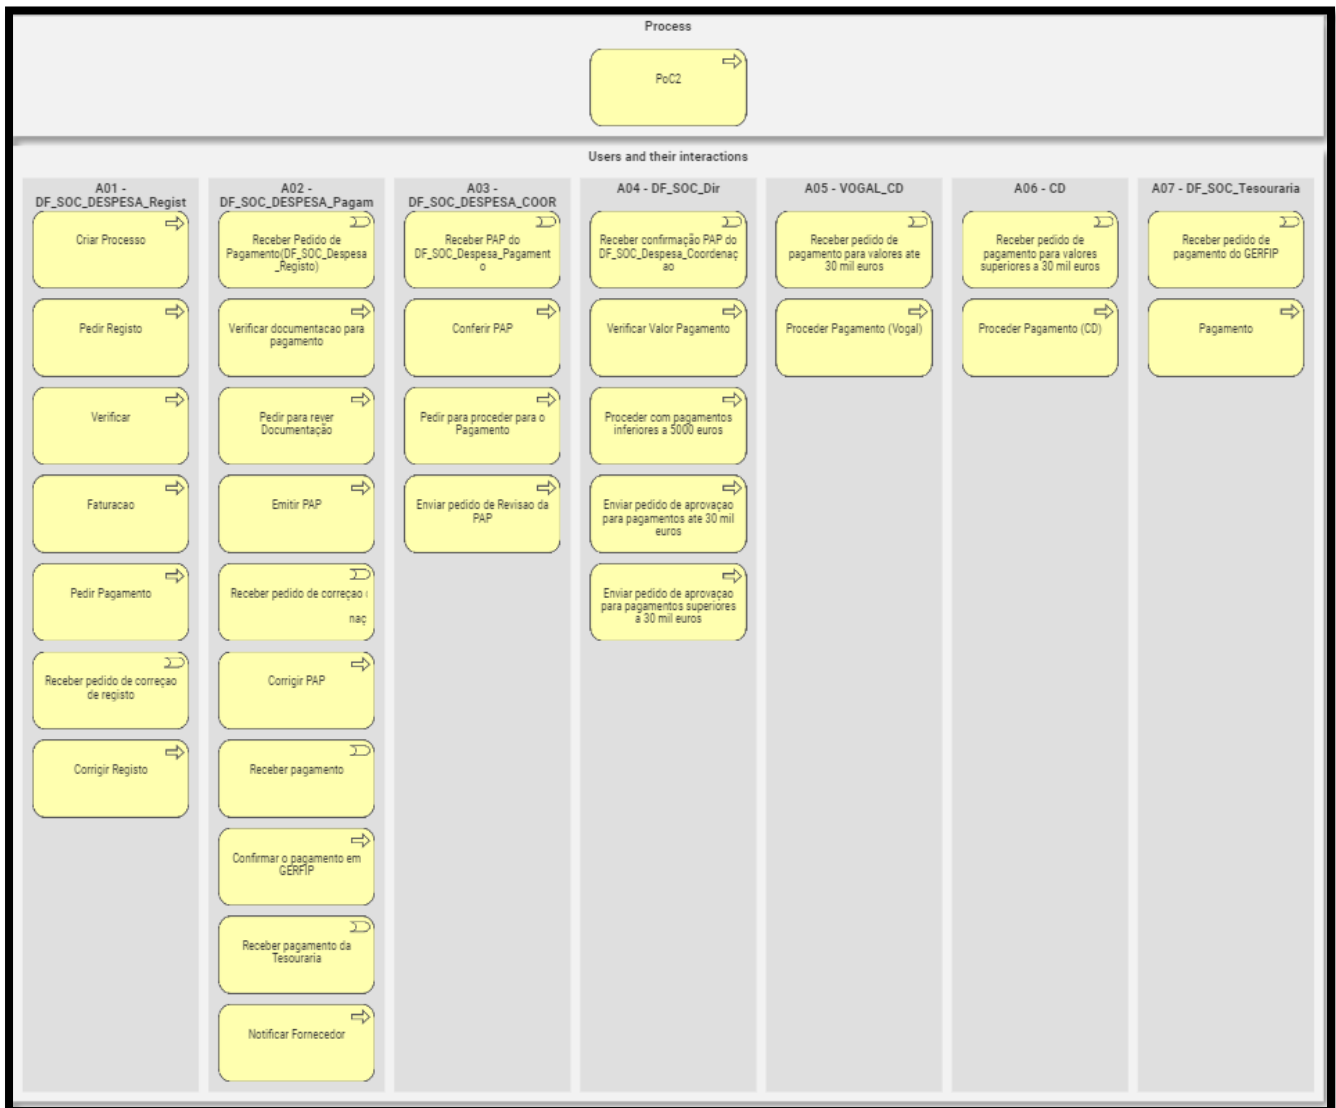 Process
PoC2
Users and their interactions
A01 -
DF_SOC_DESPESA_Regist
Criar Processo
Pedir Registo
Verificar
Faturacao
Pedir Pagamento
Receber pedido de correçao
de registo
Corrigir Registo
A02 -
DF_SOC_DESPESA_Pagam
Receber Pedido de
Pagamento(DF_SOC_Despesa
_Registo)
Verificar documentacao para
pagamento
Pedir para rever
Documentação
Emitir PAP
Receber pedido de correçao
naç
Corrigir PAP
Receber pagamento
Confirmar o pagamento em
GERFIP
Receber pagamento da
Tesouraria
Notificar Fornecedor
A03 -
DF_SOC_DESPESA_COOR
Receber PAP do
DF_SOC_Despesa_Pagament
o
Conferir PAP
Pedir para proceder para o
Pagamento
Enviar pedido de Revisao da
PAP
A04 - DF_SOC_Dir
Receber confirmação PAP do
DF_SOC_Despesa_Coordenaç
ao
Verificar Valor Pagamento
Proceder com pagamentos
inferiores a 5000 euros
Enviar pedido de aprovaçao
para pagamentos ate 30 mil
euros
Enviar pedido de aprovaçao
para pagamentos superiores
a 30 mil euros
A05 - VOGAL_CD
Receber pedido de
pagamento para valores ate
30 mil euros
Proceder Pagamento (Vogal)
A06 - CD
Receber pedido de
pagamento para valores
superiores a 30 mil euros
Proceder Pagamento (CD)
A07 - DF_SOC_Tesouraria
Receber pedido de
pagamento do GERFIP
Pagamento